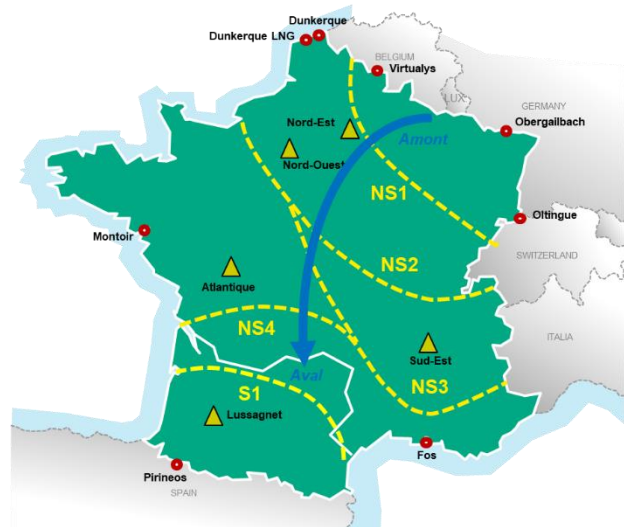 Dunkerque
Dunkerque LNG
BELGIUM
Virtualys
LUX
GERMANY
Nord-Est
Amont
Obergailbach
Nord-Ouest
NS1
Oltingue
Montoir
NS2
SWITZERLAND
Atlantique
NS4
ITALIA
Sud-Est
Aval
NS3
S1
Lussagnet
Fos
Pirineos
SPAIN